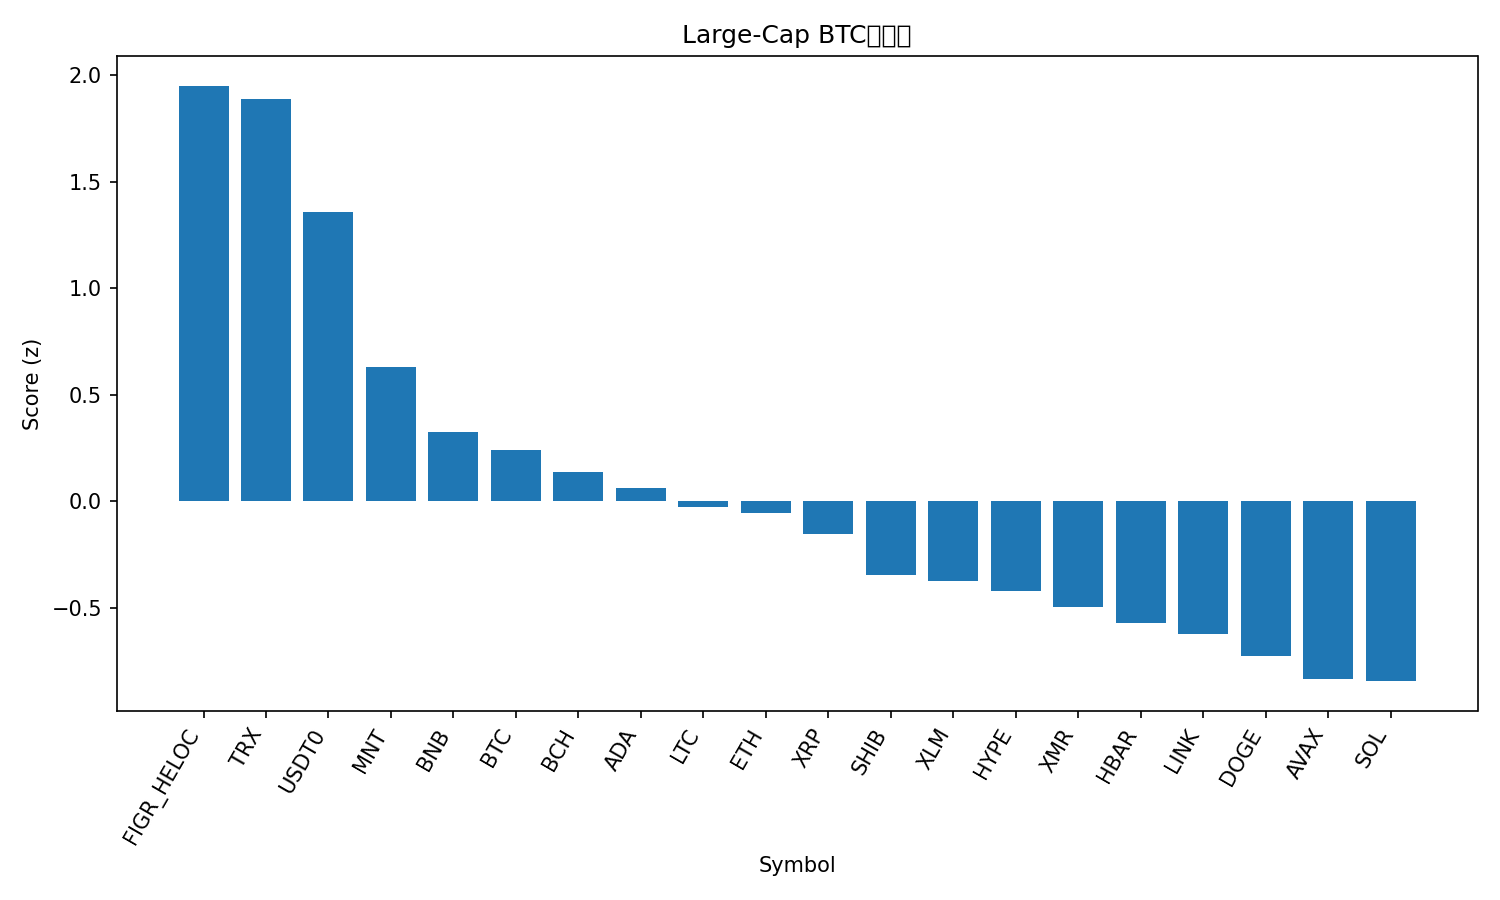 Large-Cap BTC
2.0
1.5
1.0
0.5
0.0
−0.5
Score (z)
FIGR_HELOC
TRX
USDT0
MNT
BNB
BTC
BCH
ADA
LTC
ETH
XRP
SHIB
XLM
HYPE
XMR
HBAR
LINK
DOGE
AVAX
SOL
Symbol